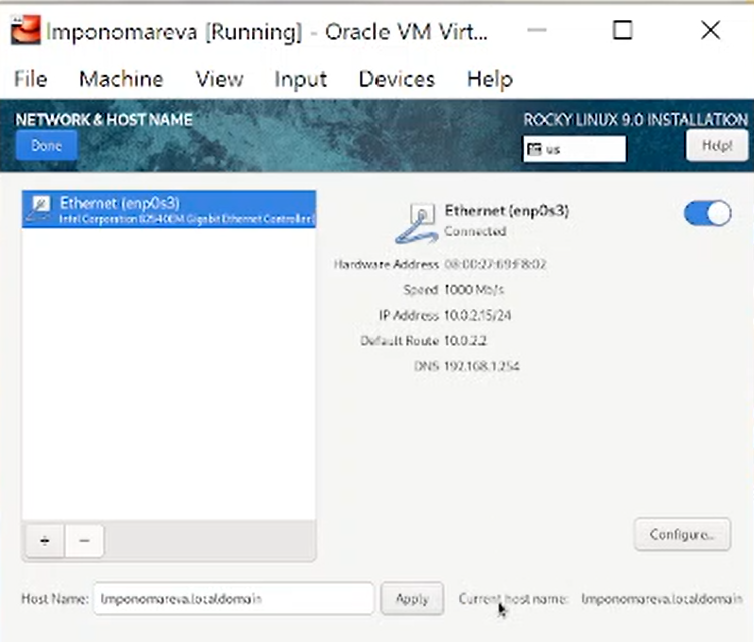 lmponomareva [Running] - Oracle VM Virt...
File Machine View Input Devices Help
NETWORK & HOST NAME
ROCKY LINUX 9.0 INSTALLATION
Done
us
Help!
Ethernet (enp0s3)
Intel Corporation 82540EM Gigabit Ethernet Controller (
Ethernet (enp0s3)
Connected
Hardware Address 08:00:27:69:F8:02
Speed 1000 Mb/s
IP Address 10.0.2.15/24
Default Route 10.0.2.2
DNS 192.168.1.254
+ −
Configure...
Host Name: lmponomareva.localdomain Apply Current host name: lmponomareva.localdomain